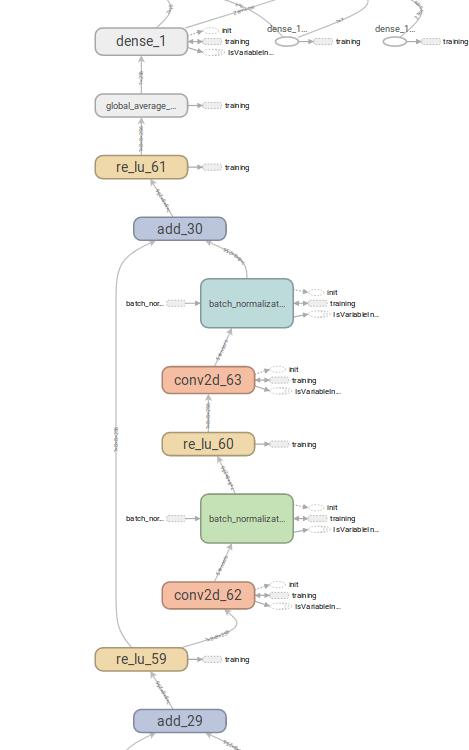 dense_1...
dense_1...
init
dense_1
training
training
training
IsVariableIn...
global_average_...
training
re_lu_61
training
add_30
init
batch_nor...
batch_normalizat...
training
IsVariableIn...
init
conv2d_63
training
IsVariableIn...
re_lu_60
training
init
batch_nor...
batch_normalizat...
training
IsVariableIn...
init
conv2d_62
training
IsVariableIn...
re_lu_59
training
add_29